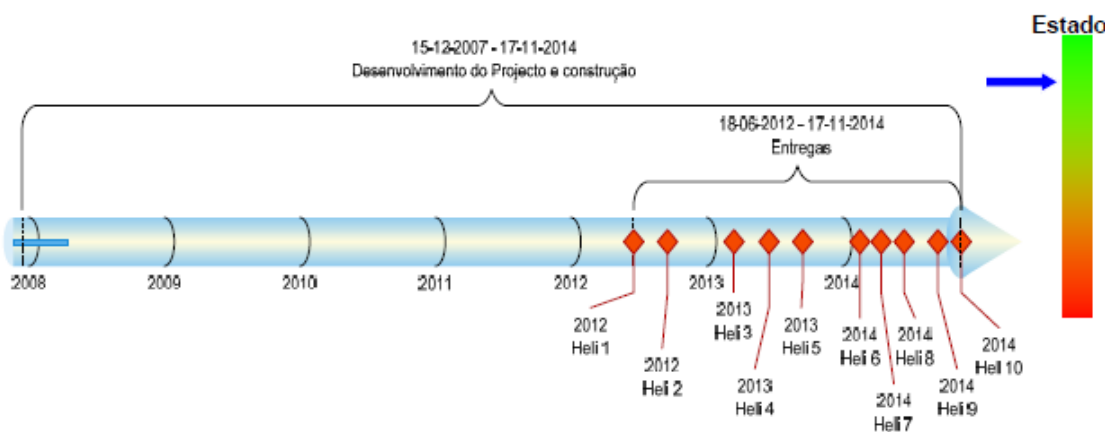 Estado
15-12-2007 - 17-11-2014
Desenvolvimento do Projecto e construção
18-06-2012 - 17-11-2014
Entregas
2008
2009
2010
2011
2012
2013
2014
2012
Heli 1
2012
Heli 2
2013
Heli 3
2013
Heli 4
2013
Heli 5
2014
Heli 6
2014
Heli 7
2014
Heli 8
2014
Heli 9
2014
Heli 10